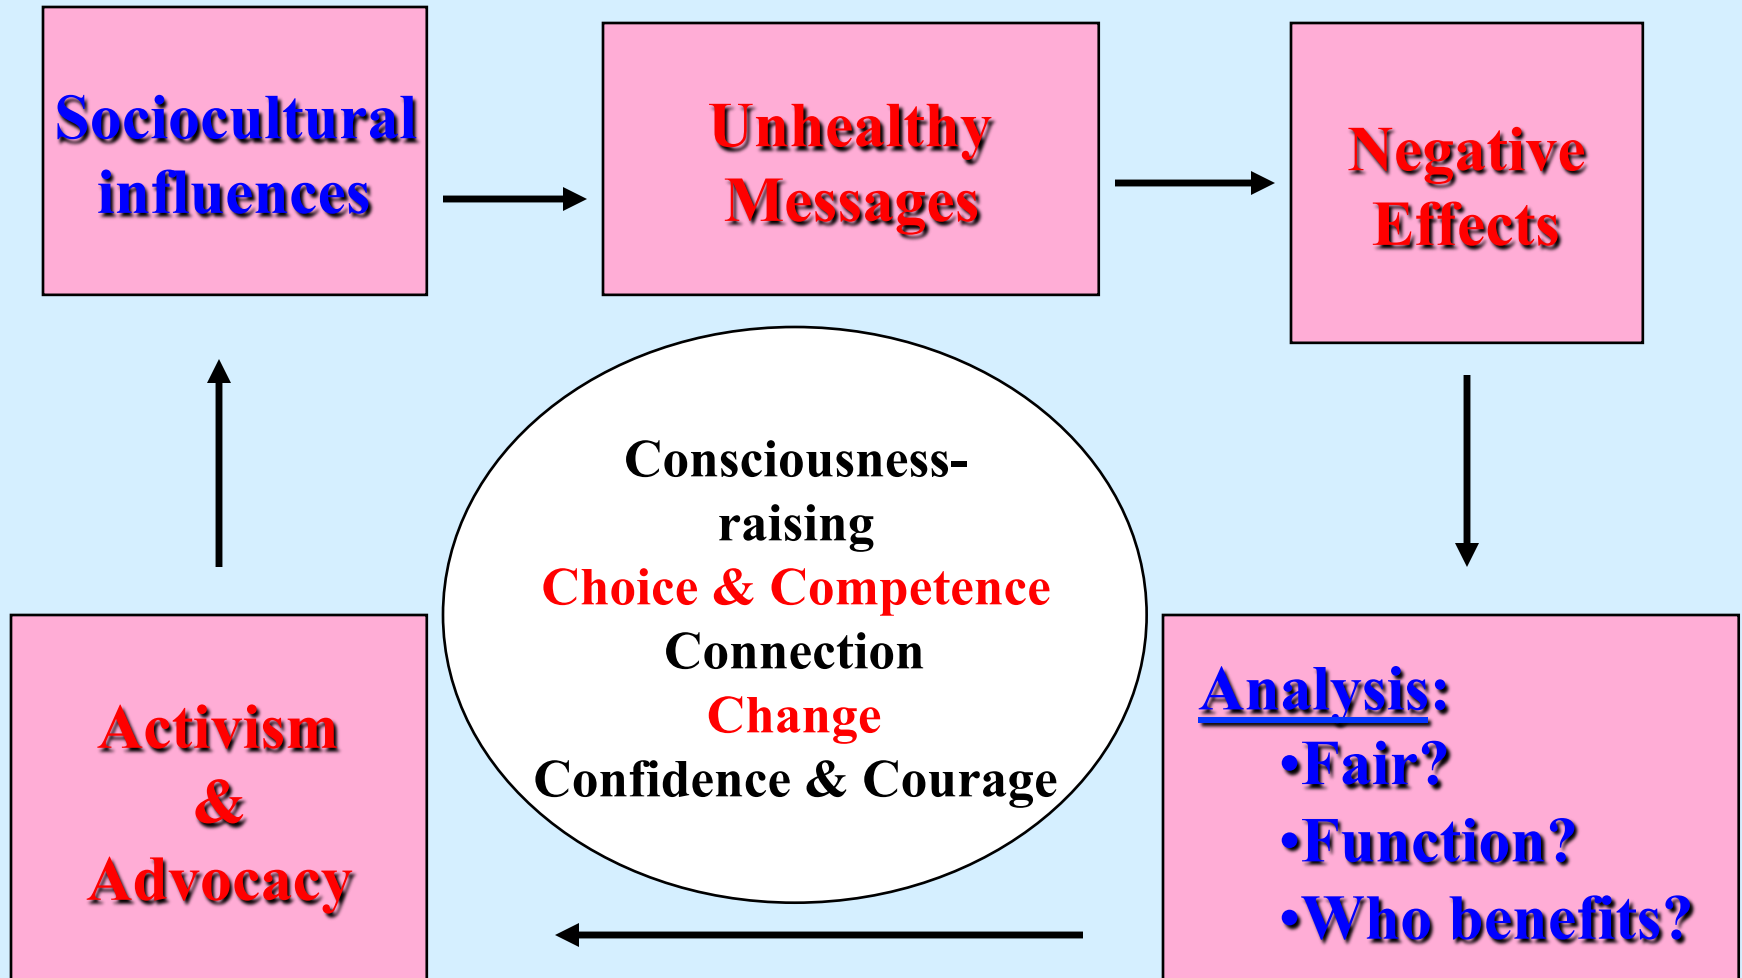 Sociocultural
influences
Unhealthy
Messages
Negative
Effects
Consciousness-
raising
Choice & Competence
Connection
Change
Confidence & Courage
Activism
&
Advocacy
Analysis:
•Fair?
•Function?
•Who benefits?